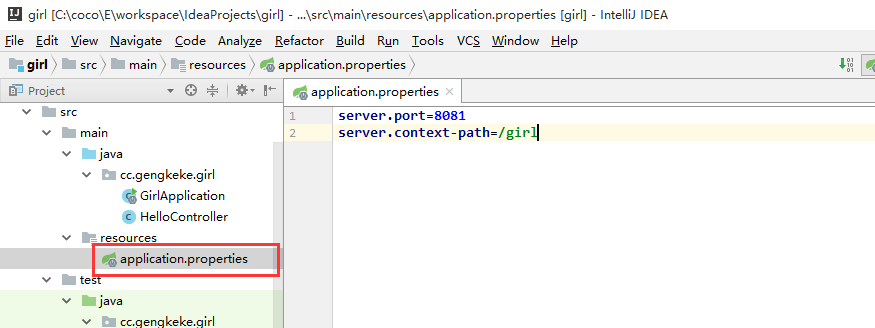 girl [C:\coco\E\workspace\IdeaProjects\girl] - ...\src\main\resources\application.properties [girl] - IntelliJ IDEA
File Edit View Navigate Code Analyze Refactor Build Run Tools VCS Window Help
girl src main resources application.properties
Project
application.properties
src
main
java
cc.gengkeke.girl
GirlApplication
HelloController
resources
application.properties
test
java
cc.gengkeke.girl
1 server.port=8081
2 server.context-path=/girl